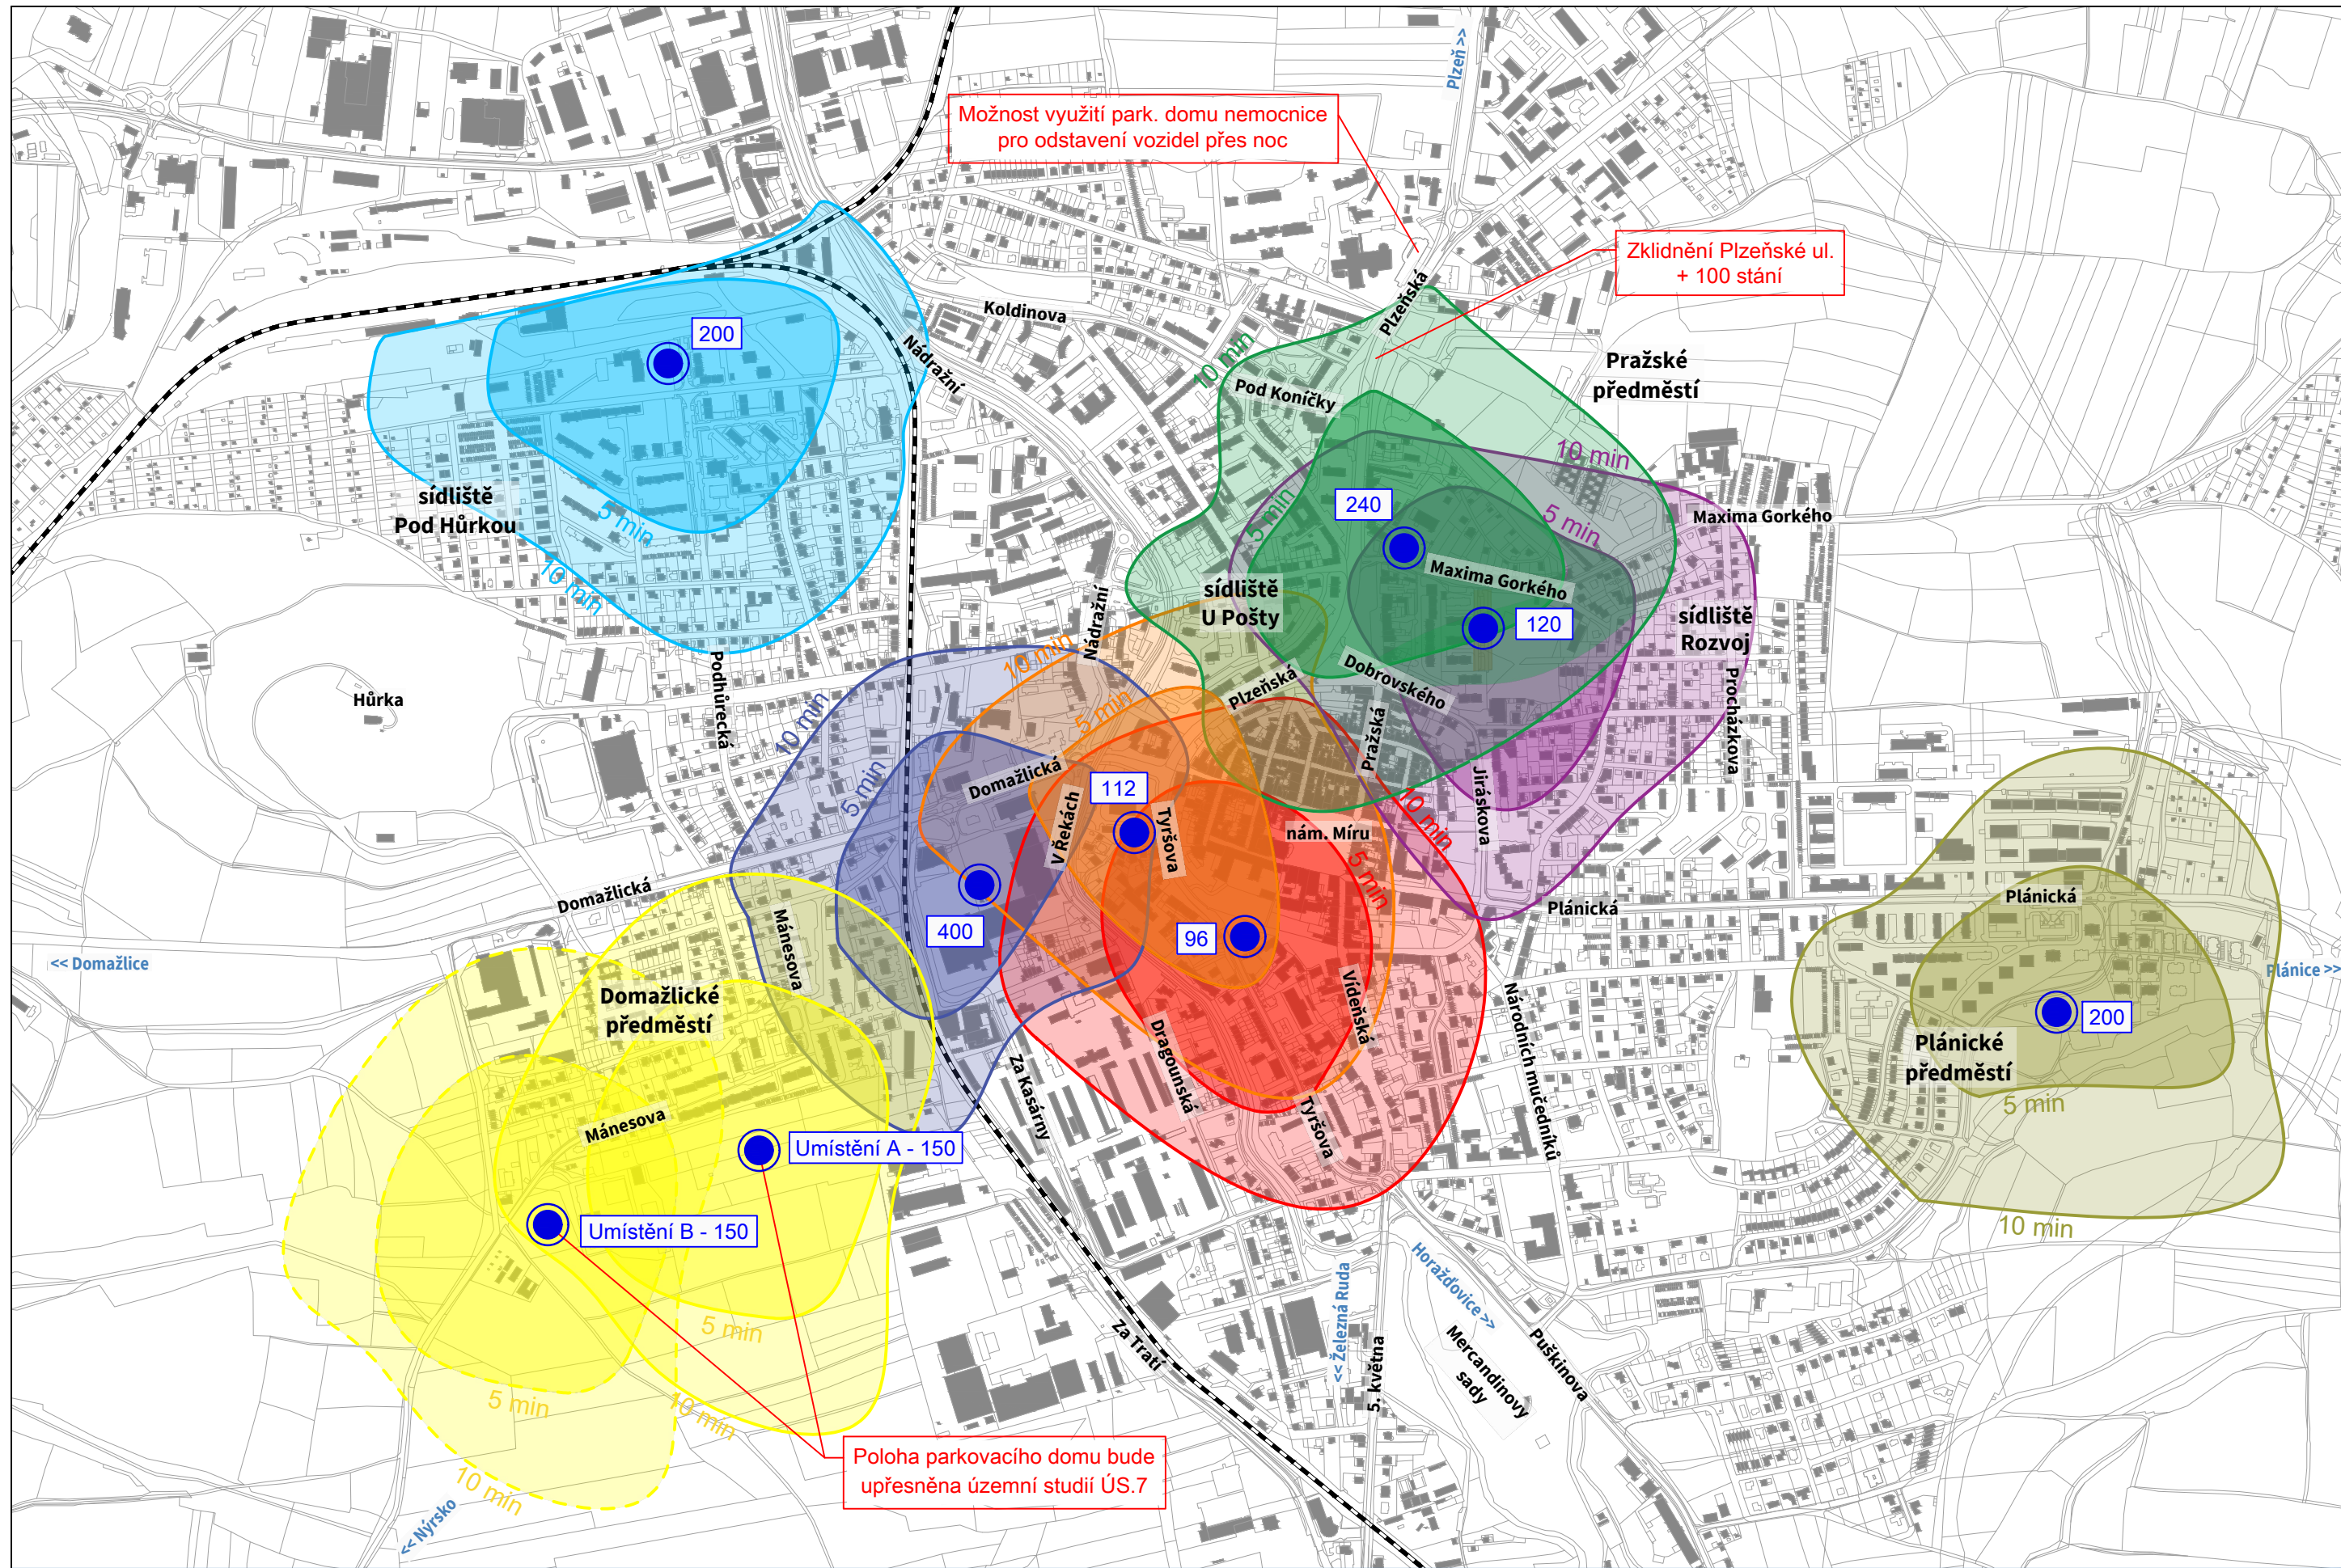 Plzeň >>
Možnost využití park. domu nemocnice
pro odstavení vozidel přes noc
Zklidnění Plzeňské ul.
+ 100 stání
200
Koldinova
Nádražní
Plzeňská
10 min
Pod Koníčky
Pražské
předměstí
10 min
sídliště
Pod Hůrkou
5 min
10 min
240
5 min
5 min
Maxima Gorkého
Maxima Gorkého
sídliště
U Pošty
120
sídliště
Rozvoj
Nádražní
10 min
Hůrka
Podhůrecká
10 min
5 min
Plzeňská
Dobrovského
Pražská
Procházkova
5 min
Domažlická
112
V Řekách
Tyršova
nám. Míru
10 min
Jiráskova
5 min
Domažlická
Mánesova
400
96
Plánická
Plánická
<< Domažlice
Plánice >>
Domažlické
předměstí
Vídeňská
Národních mučedníků
200
Plánické
předměstí
5 min
10 min
Za Kasárny
Dragounská
Tyršova
Mánesova
Umístění A - 150
Umístění B - 150
5 min
5 min
10 min
10 min
<< Nýrsko
Za Tratí
<< Železná Ruda
5. května
Horažďovice >>
Mercandinovy
sady
Puškinova
Poloha parkovacího domu bude
upřesněna územní studií ÚS.7